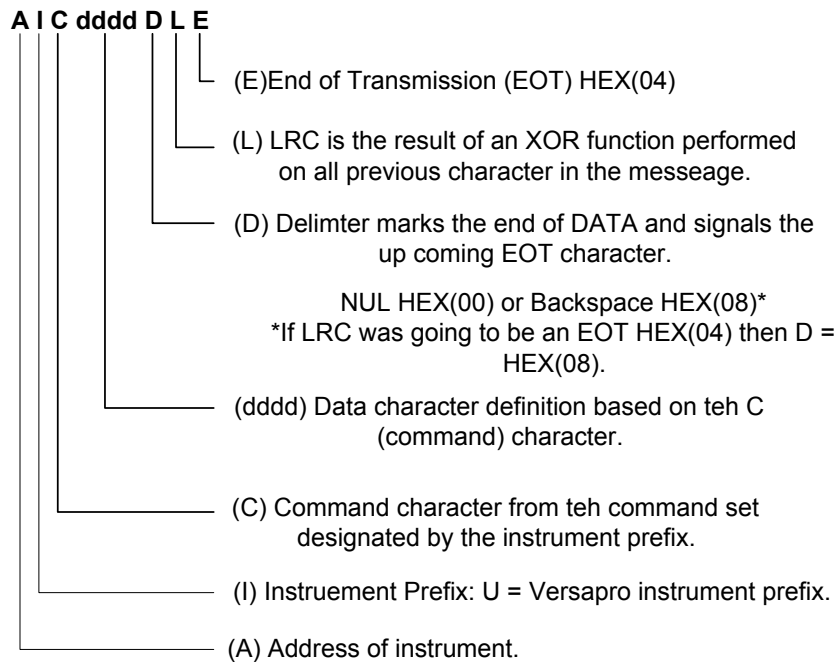 A I C dddd D L E
(E)End of Transmission (EOT) HEX(04)
(L) LRC is the result of an XOR function performed
on all previous character in the messeage.
(D) Delimter marks the end of DATA and signals the
up coming EOT character.
NUL HEX(00) or Backspace HEX(08)*
*If LRC was going to be an EOT HEX(04) then D =
HEX(08).
(dddd) Data character definition based on teh C
(command) character.
(C) Command character from teh command set
designated by the instrument prefix.
(I) Instruement Prefix: U = Versapro instrument prefix.
(A) Address of instrument.